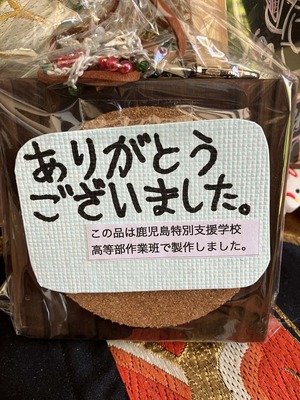 ありがとう
ございました。
この品は鹿児島特別支援学校
高等部作業班で製作しました。